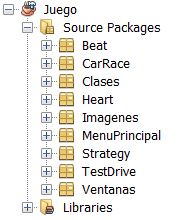 Juego
Source Packages
Beat
CarRace
Clases
Heart
Imagenes
MenuPrincipal
Strategy
TestDrive
Ventanas
Libraries